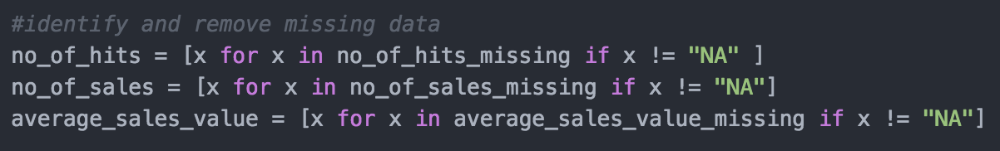 #identify and remove missing data
no_of_hits = [x for x in no_of_hits_missing if x != "NA" ]
no_of_sales = [x for x in no_of_sales_missing if x != "NA"]
average_sales_value = [x for x in average_sales_value_missing if x != "NA"]